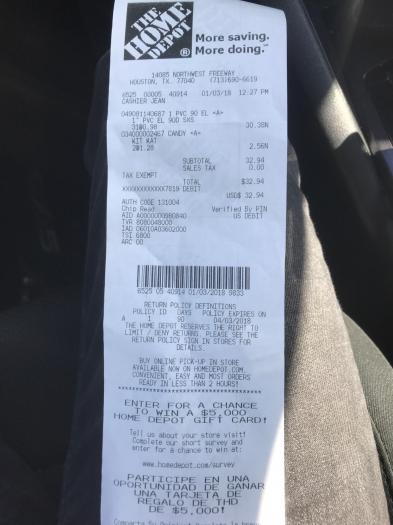 THE HOME DEPOT ®
More saving.
More doing.™
14085 NORTHWEST FREEWAY
HOUSTON, TX 77040 (713)690-6619
6525 00005 40914 01/03/18 12:27 PM
CASHIER JEAN
049081140687 1 PVC 90 EL <A>
1" PVC EL 90D SXS
31@0.98 30.38N
034000002467 CANDY <A>
KIT KAT
2@1.28 2.56N
SUBTOTAL 32.94
SALES TAX 0.00
TAX EXEMPT
TOTAL $32.94
XXXXXXXXXXXX7819 DEBIT
USD$ 32.94
AUTH CODE 131004
Chip Read Verified By PIN
AID A0000000980840 US DEBIT
TVR 8080048000
IAD 06010A03602000
TSI 6800
ARC 00
6525 05 40914 01/03/2018 9833
RETURN POLICY DEFINITIONS
POLICY ID DAYS POLICY EXPIRES ON
A 1 90 04/03/2018
THE HOME DEPOT RESERVES THE RIGHT TO
LIMIT / DENY RETURNS. PLEASE SEE THE
RETURN POLICY SIGN IN STORES FOR
DETAILS.
BUY ONLINE PICK-UP IN STORE
AVAILABLE NOW ON HOMEDEPOT.COM.
CONVENIENT, EASY AND MOST ORDERS
READY IN LESS THAN 2 HOURS!
ENTER FOR A CHANCE
TO WIN A $5,000
HOME DEPOT GIFT CARD!
Tell us about your store visit!
Complete our short survey and
enter for a chance to win at:
www.homedepot.com/survey
PARTICIPE EN UNA
OPORTUNIDAD DE GANAR
UNA TARJETA DE
REGALO DE THD
DE $5,000!